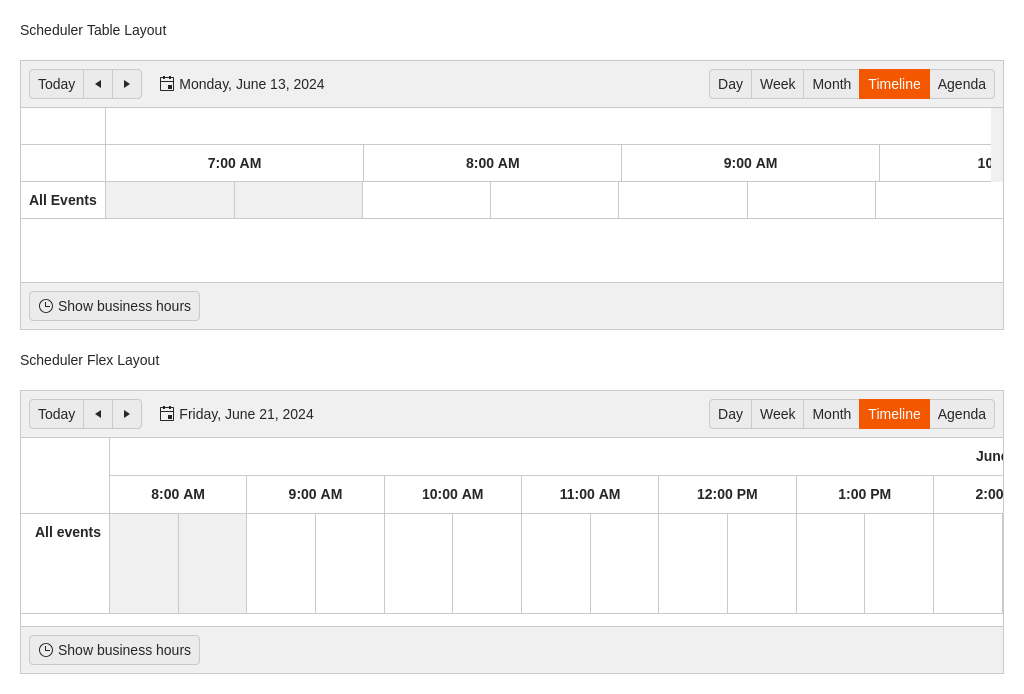 Scheduler Table Layout
Today Monday, June 13, 2024 Day Week Month Timeline Agenda
7:00 AM 8:00 AM 9:00 AM 10
All Events
Show business hours
Scheduler Flex Layout
Today Friday, June 21, 2024 Day Week Month Timeline Agenda
June
8:00 AM 9:00 AM 10:00 AM 11:00 AM 12:00 PM 1:00 PM 2:00
All events
Show business hours